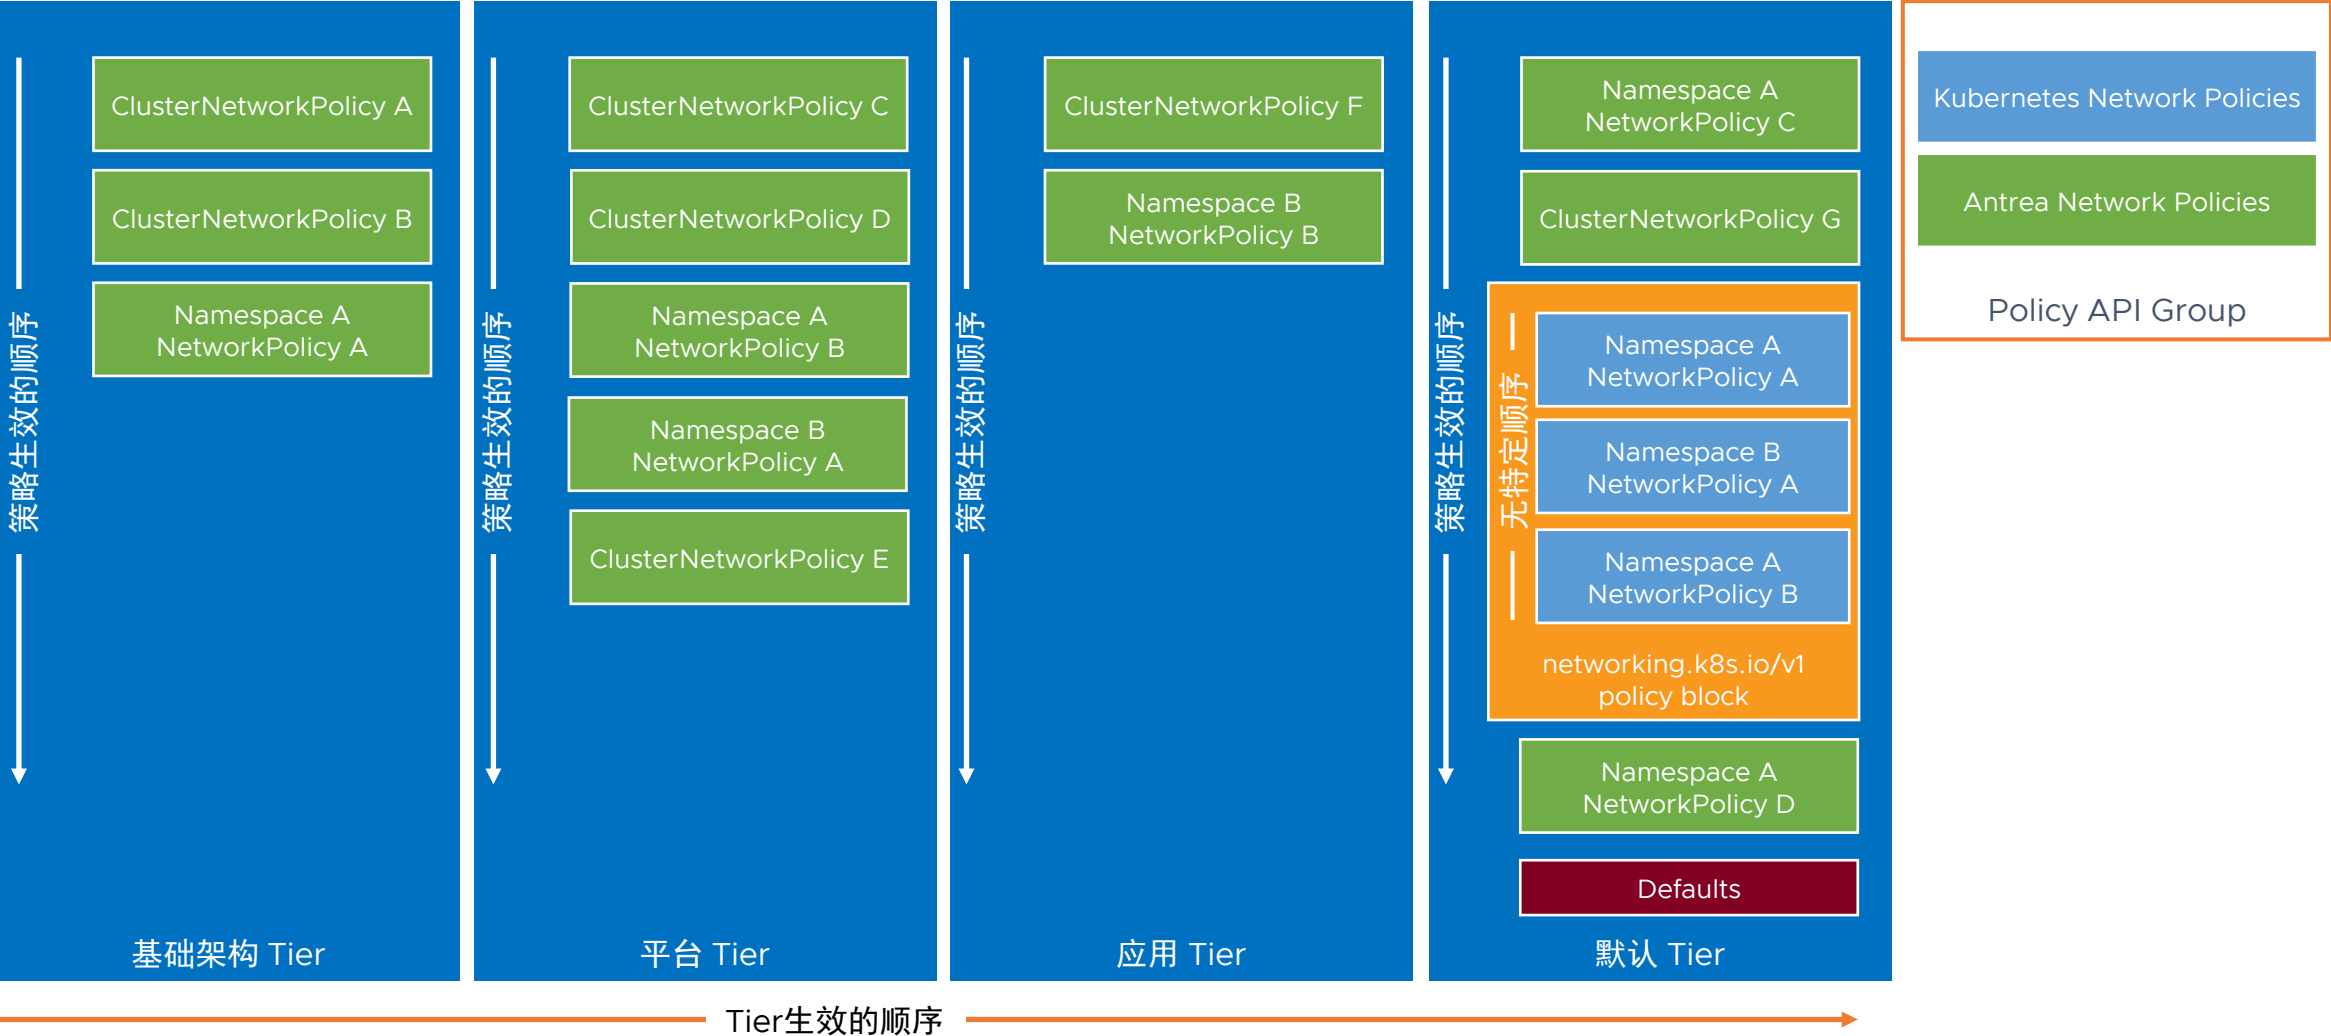 策略生效的顺序
ClusterNetworkPolicy A
ClusterNetworkPolicy B
Namespace A
NetworkPolicy A
基础架构 Tier
策略生效的顺序
ClusterNetworkPolicy C
ClusterNetworkPolicy D
Namespace A
NetworkPolicy B
Namespace B
NetworkPolicy A
ClusterNetworkPolicy E
平台 Tier
策略生效的顺序
ClusterNetworkPolicy F
Namespace B
NetworkPolicy B
应用 Tier
策略生效的顺序
Namespace A
NetworkPolicy C
ClusterNetworkPolicy G
无特定顺序
Namespace A
NetworkPolicy A
Namespace B
NetworkPolicy A
Namespace A
NetworkPolicy B
networking.k8s.io/v1
policy block
Namespace A
NetworkPolicy D
Defaults
默认 Tier
Kubernetes Network Policies
Antrea Network Policies
Policy API Group
Tier生效的顺序